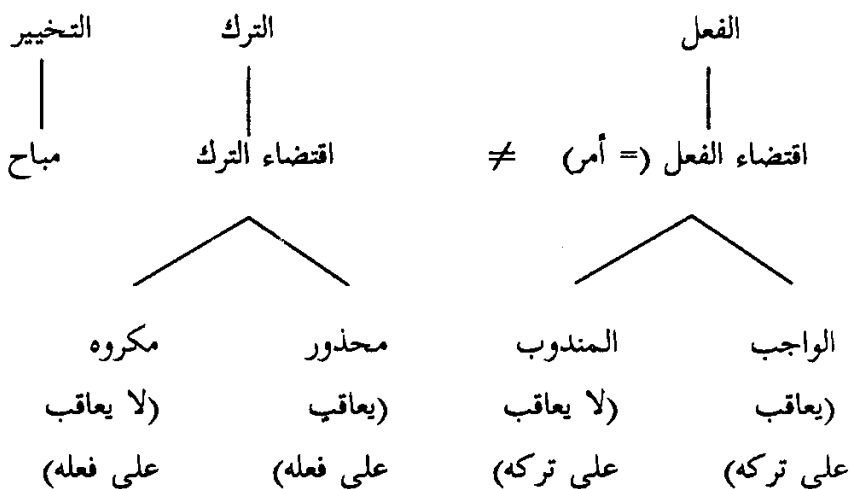 الفعل الترك التخيير
اقتضاء الفعل (= أمر) ≠ اقتضاء الترك مباح
الواجب المندوب محذور مكروه
(يعاقب (لا يعاقب (يعاقب (لا يعاقب
على تركه) على تركه) على فعله) على فعله)